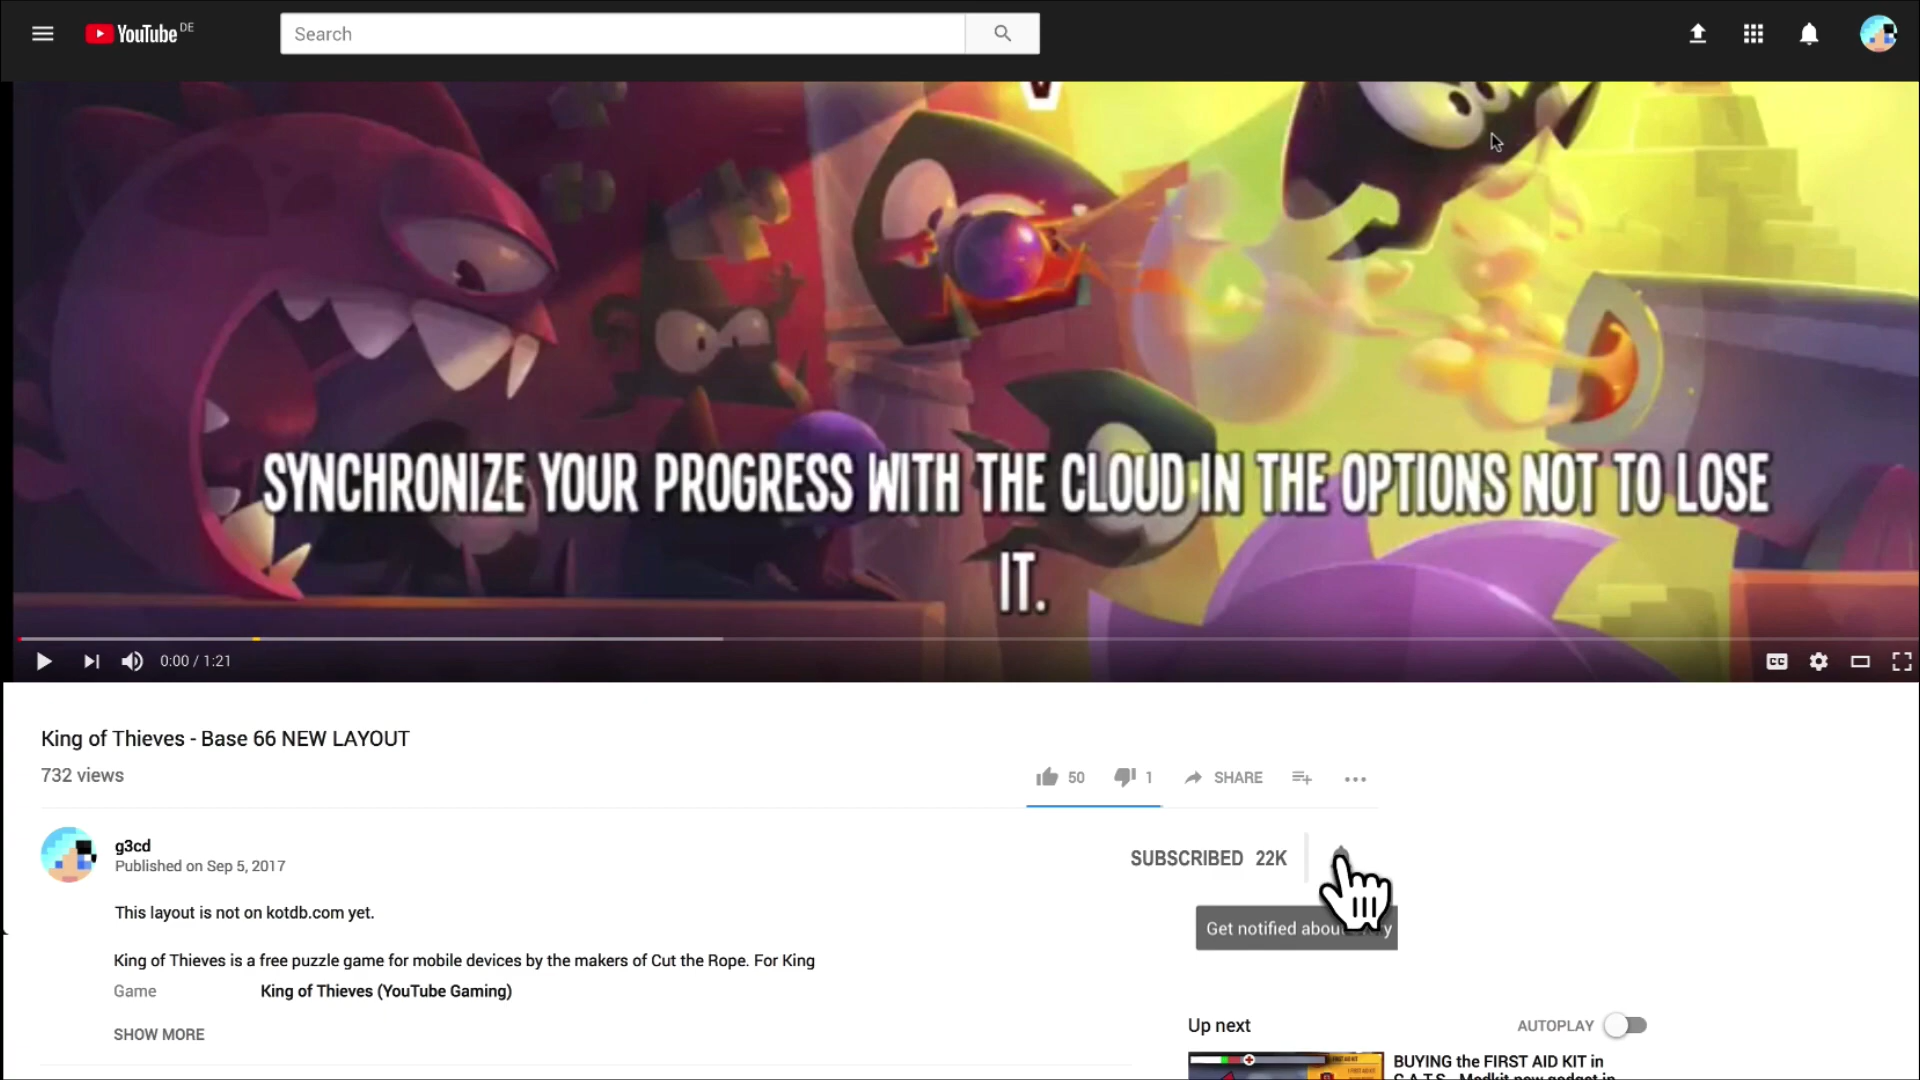 YouTube DE
Search
SYNCHRONIZE YOUR PROGRESS WITH THE CLOUD IN THE OPTIONS NOT TO LOSE
IT.
0:00 / 1:21
CC
King of Thieves - Base 66 NEW LAYOUT
732 views
50
1
SHARE
g3cd
Published on Sep 5, 2017
SUBSCRIBED 22K
This layout is not on kotdb.com yet.
Get notified
King of Thieves is a free puzzle game for mobile devices by the makers of Cut the Rope. For King
Game King of Thieves (YouTube Gaming)
SHOW MORE
Up next
AUTOPLAY
BUYING the FIRST AID KIT in